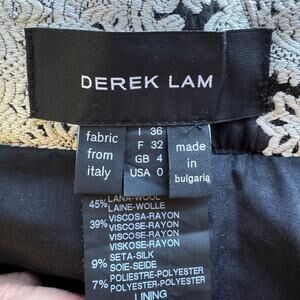 DEREK LAM
fabric
from
italy
I 36
F 32
GB 4
USA 0
made
in
bulgaria
45% LANA-WOOL
LAINE-WOLLE
39% VISCOSA-RAYON
VISCOSE-RAYON
VISCOSE-RAYON
VISKOSE-RAYON
9% SETA-SILK
SOIE-SEIDE
7% POLIESTRE-POLYESTER
POLYESTER-POLYESTER
LINING